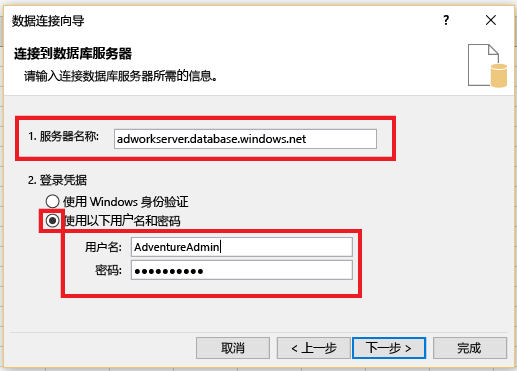 数据连接向导
连接到数据库服务器
请输入连接数据库服务器所需的信息。
1. 服务器名称: adworkserver.database.windows.net
2. 登录凭据
使用 Windows 身份验证
使用以下用户名和密码
用户名: AdventureAdmin
密码: ●●●●●●●●●●
取消 < 上一步 下一步 > 完成